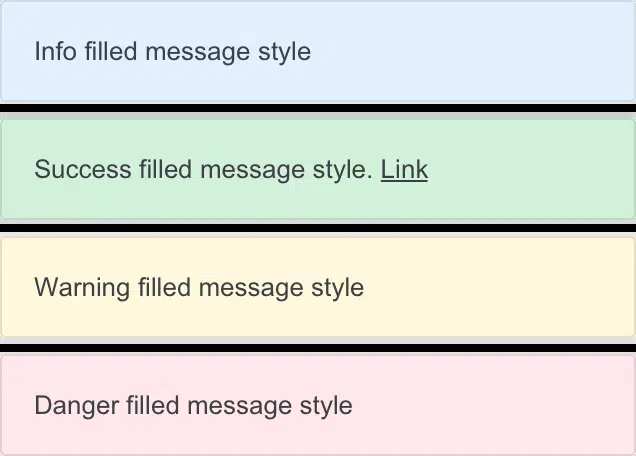 Info filled message style
Success filled message style. Link
Warning filled message style
Danger filled message style